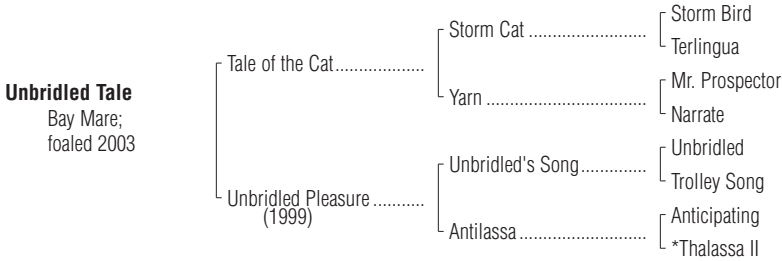 Storm Bird
Storm Cat ..........................
Terlingua
Tale of the Cat....................
Mr. Prospector
Yarn ..................................
Narrate
Unbridled Tale
Bay Mare;
foaled 2003
Unbridled
Unbridled's Song...............
Trolley Song
Unbridled Pleasure ...........
(1999)
Anticipating
Antilassa ...........................
*Thalassa II